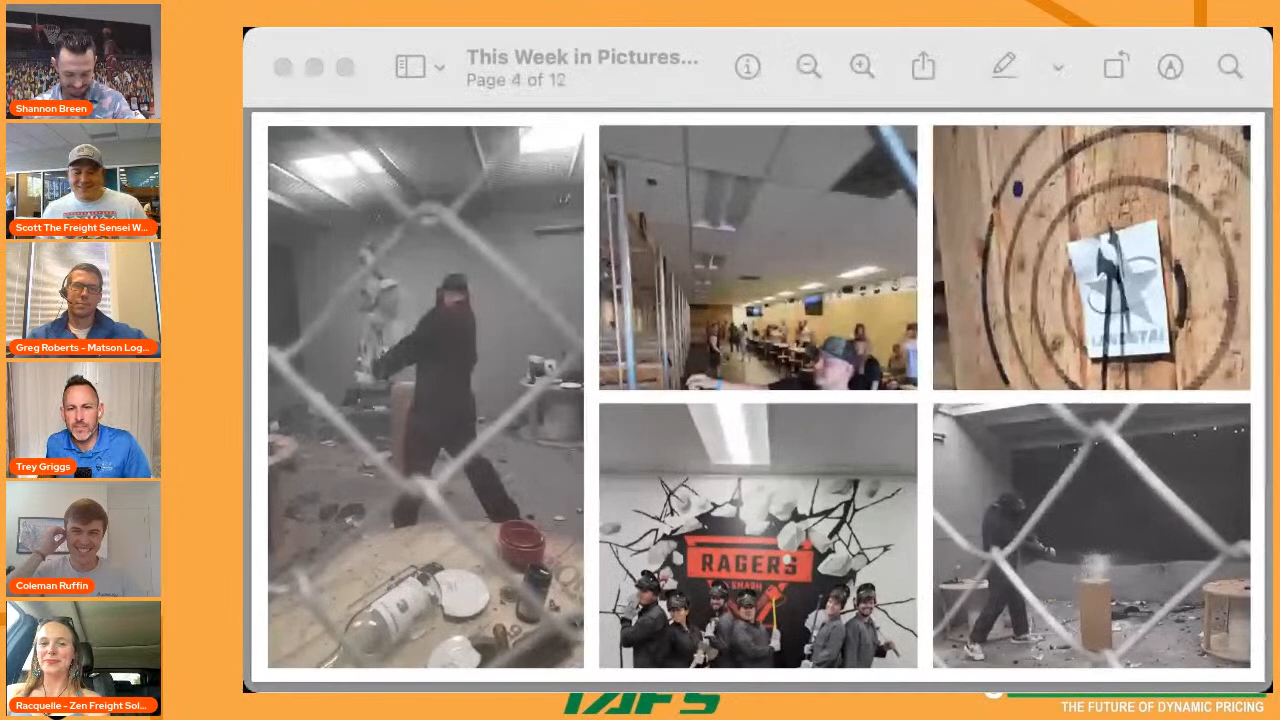 Shannon Breen
Scott The Freight Sensei W...
Greg Roberts - Matson Log...
Trey Griggs
Coleman Ruffin
Racquelle - Zen Freight Sol...
This Week in Pictures...
Page 4 of 12
RAGERS
SMASH
TAFS
THE FUTURE OF DYNAMIC PRICING